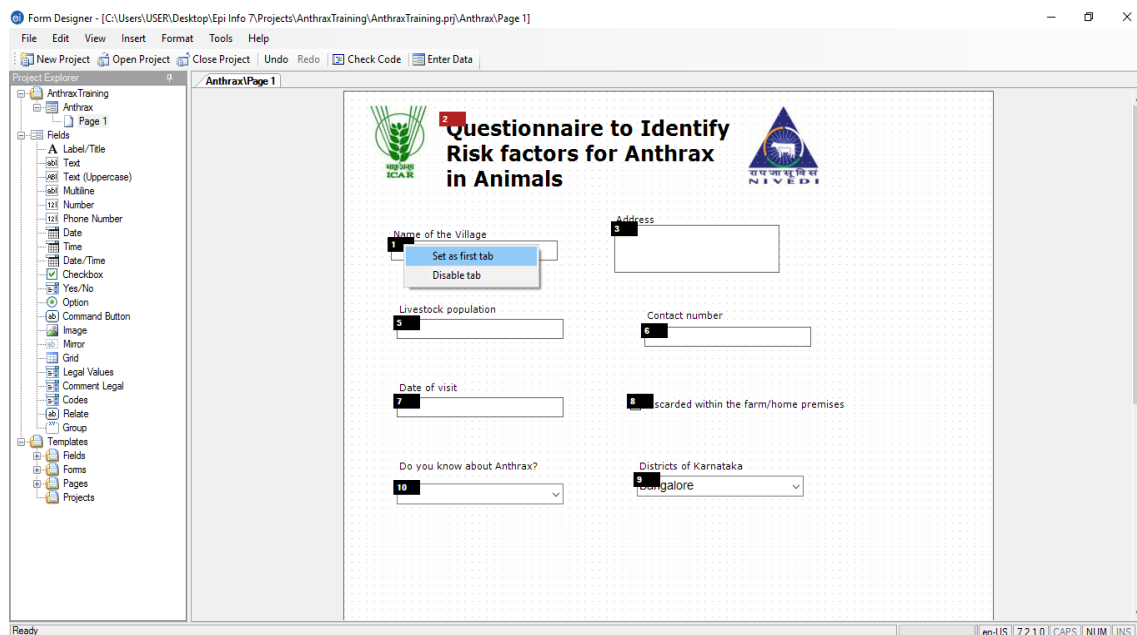 ei Form Designer - [C:\Users\USER\Desktop\Epi Info 7\Projects\AnthraxTraining\AnthraxTraining.prj\Anthrax\Page 1]
File Edit View Insert Format Tools Help
New Project Open Project Close Project Undo Redo Check Code Enter Data
Project Explorer
Anthrax\Page 1
AnthraxTraining
Anthrax
Page 1
Fields
A Label/Title
Text
Text (Uppercase)
Multiline
Number
Phone Number
Date
Time
Date/Time
Checkbox
Yes/No
Option
Command Button
Image
Mirror
Grid
Legal Values
Comment Legal
Codes
Relate
Group
Templates
Fields
Forms
Pages
Projects
ICAR
2
Questionnaire to Identify
Risk factors for Anthrax
in Animals
NIVEDI
Name of the Village
1
Set as first tab
Disable tab
Address
3
Livestock population
5
Contact number
6
Date of visit
7
8
scarded within the farm/home premises
Do you know about Anthrax?
10
Districts of Karnataka
9
Bangalore
Ready
en-US 7.2.1.0 CAPS NUM INS